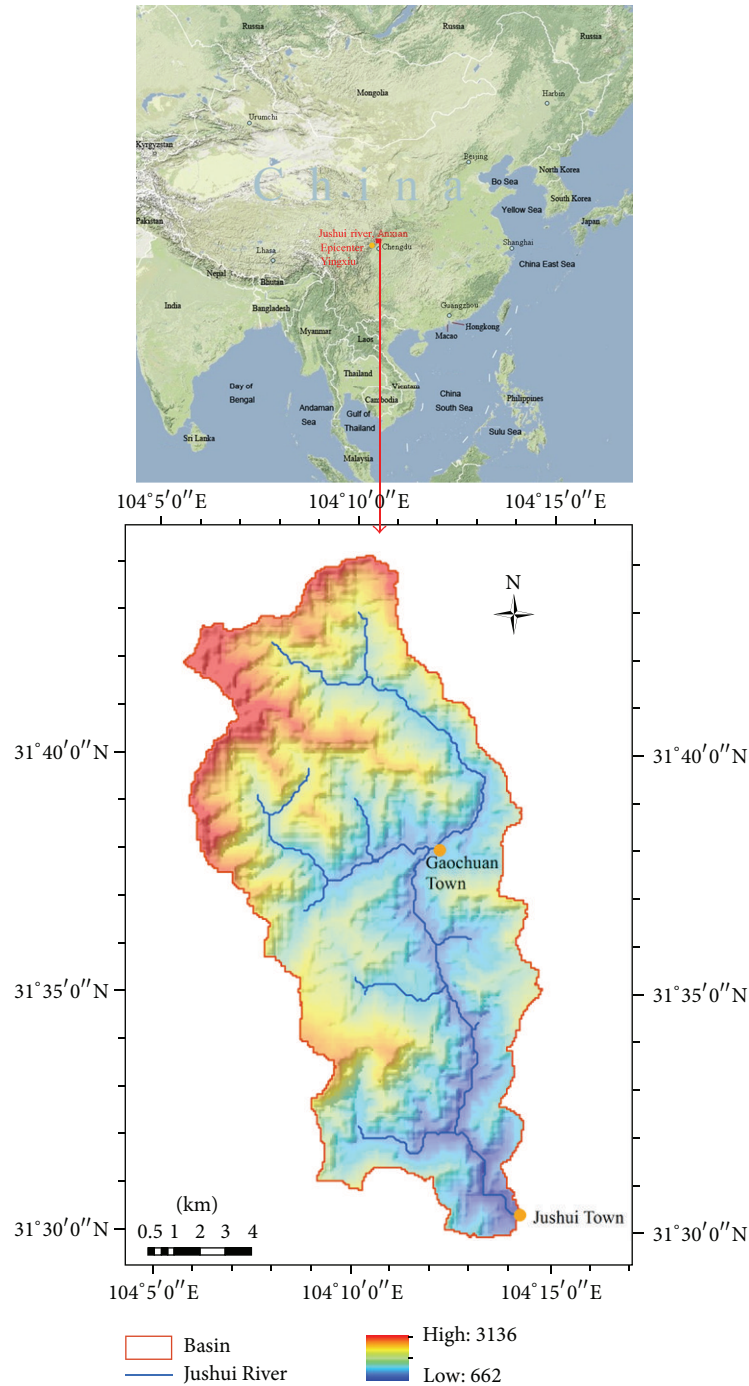 Russia
Russia
Russia
Mongolia
Harbin
Urumchi
Kyrgyzstan
Beijing
North Korea
Bo Sea
China
South Korea
Yellow Sea
Pakistan
Japan
Jushui river, Anxian
Epicenter
Yingxiu
Chengdu
Shanghai
Lhasa
China East Sea
Nepal
Bhutan
India
Bangladesh
Guangzhou
Hongkong
Macao
Myanmar
Laos
Thailand
Vietnam
Day of
Bengal
China
South Sea
Cambodia
Philippines
Andaman
Sea
Gulf of
Thailand
Sulu Sea
Sri Lanka
Malaysia
104°5′0″E
104°10′0″E
104°15′0″E
N
31°40′0″N
31°40′0″N
Gaochuan
Town
31°35′0″N
31°35′0″N
(km)
0.5 1 2 3 4
Jushui Town
31°30′0″N
31°30′0″N
104°5′0″E
104°10′0″E
104°15′0″E
Basin
Jushui River
High: 3136
Low: 662